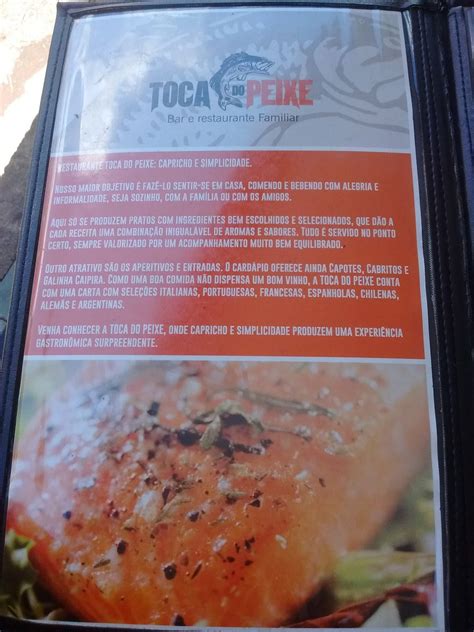 TOCA DO PEIXE
Bar e restaurante Familiar
RESTAURANTE TOCA DO PEIXE: CAPRICHO E SIMPLICIDADE.
NOSSO MAIOR OBJETIVO É FAZÊ-LO SENTIR-SE EM CASA, COMENDO E BEBENDO COM ALEGRIA E
INFORMALIDADE, SEJA SOZINHO, COM A FAMÍLIA OU COM OS AMIGOS.
AQUI SÓ SE PRODUZEM PRATOS COM INGREDIENTES BEM ESCOLHIDOS E SELECIONADOS, QUE DÃO A
CADA RECEITA UMA COMBINAÇÃO INIGUALÁVEL DE AROMAS E SABORES. TUDO É SERVIDO NO PONTO
CERTO, SEMPRE VALORIZADO POR UM ACOMPANHAMENTO MUITO BEM EQUILIBRADO.
OUTRO ATRATIVO SÃO OS APERITIVOS E ENTRADAS. O CARDÁPIO OFERECE AINDA CAPOTES, CABRITOS E
GALINHA CAIPIRA. COMO UMA BOA COMIDA NÃO DISPENSA UM BOM VINHO, A TOCA DO PEIXE CONTA
COM UMA CARTA COM SELEÇÕES ITALIANAS, PORTUGUESAS, FRANCESAS, ESPANHOLAS, CHILENAS,
ALEMÃS E ARGENTINAS.
VENHA CONHECER A TOCA DO PEIXE, ONDE CAPRICHO E SIMPLICIDADE PRODUZEM UMA EXPERIÊNCIA
GASTRONÔMICA SURPREENDENTE.